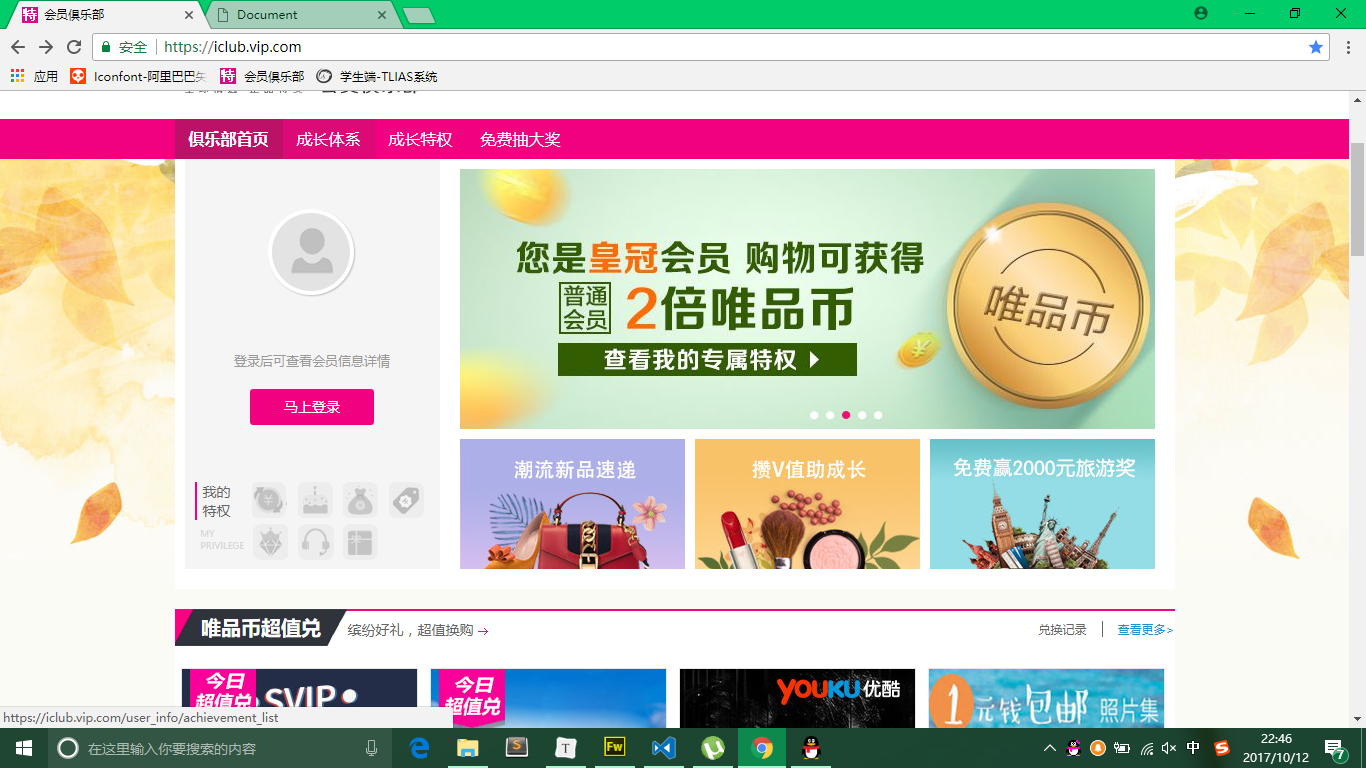 特 会员俱乐部
Document
安全 https://iclub.vip.com
应用 Iconfont-阿里巴巴矢 特 会员俱乐部 学生端-TLIAS系统
俱乐部首页 成长体系 成长特权 免费抽大奖
登录后可查看会员信息详情
马上登录
我的
特权
MY
PRIVILEGE
您是皇冠会员 购物可获得
普通
会员
2倍唯品币
查看我的专属特权
唯品币
潮流新品速递
攒V值助成长
免费赢2000元旅游奖
唯品币超值兑 缤纷好礼，超值换购 →
兑换记录 查看更多>
今日
超值兑
SVIP
今日
超值兑
YOUKU 优酷
1元钱包邮 照片集
https://iclub.vip.com/user_info/achievement_list
在这里输入你要搜索的内容
S
T
Fw
中
S
22:46
2017/10/12
7